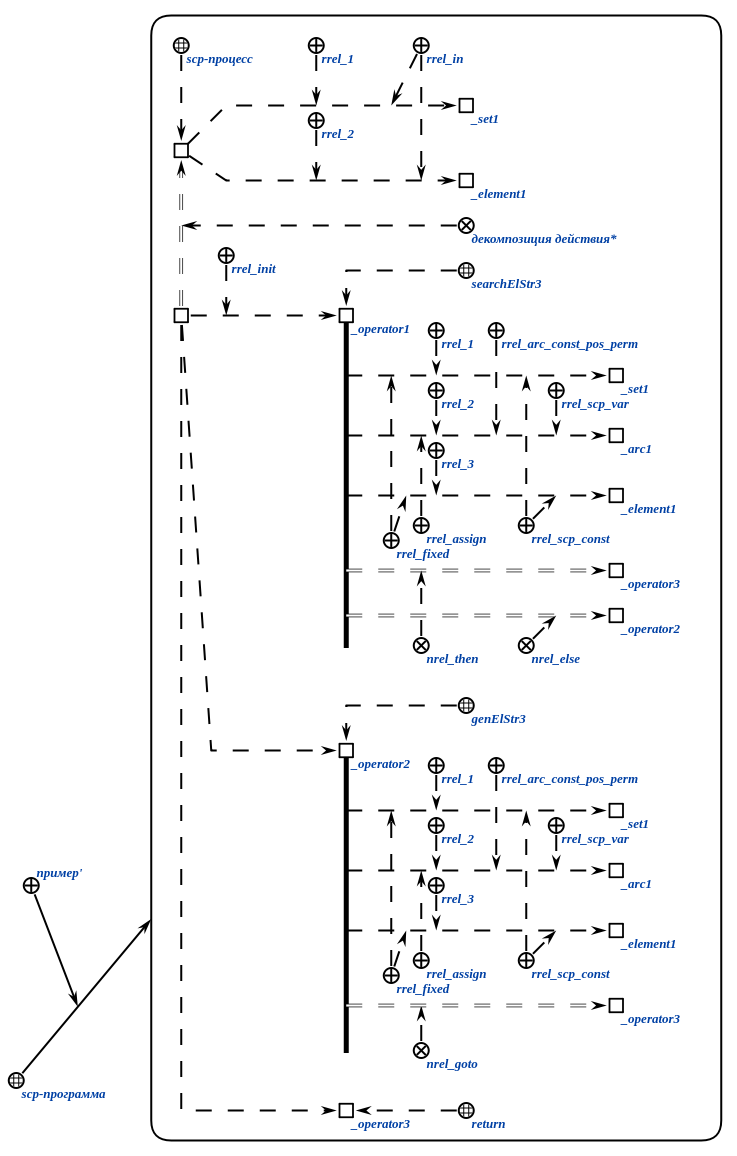 scp-процесс
rrel_1
rrel_in
_set1
rrel_2
_element1
декомпозиция действия*
rrel_init
searchElStr3
_operator1
rrel_1
rrel_arc_const_pos_perm
_set1
rrel_2
rrel_scp_var
_arc1
rrel_3
_element1
rrel_assign
rrel_scp_const
rrel_fixed
_operator3
_operator2
nrel_then
nrel_else
genElStr3
_operator2
rrel_1
rrel_arc_const_pos_perm
_set1
rrel_2
rrel_scp_var
пример'
_arc1
rrel_3
_element1
rrel_assign
rrel_scp_const
rrel_fixed
_operator3
nrel_goto
scp-программа
_operator3
return